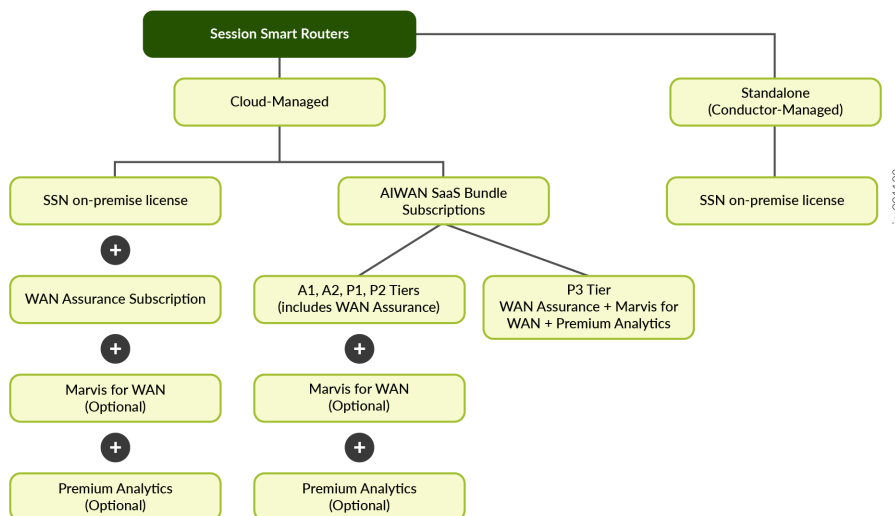 Session Smart Routers
Cloud-Managed
Standalone
(Conductor-Managed)
SSN on-premise license
AIWAN SaaS Bundle
Subscriptions
SSN on-premise license
+
WAN Assurance Subscription
A1, A2, P1, P2 Tiers
(includes WAN Assurance)
P3 Tier
WAN Assurance + Marvis for
WAN + Premium Analytics
+
+
Marvis for WAN
(Optional)
Marvis for WAN
(Optional)
+
+
Premium Analytics
(Optional)
Premium Analytics
(Optional)